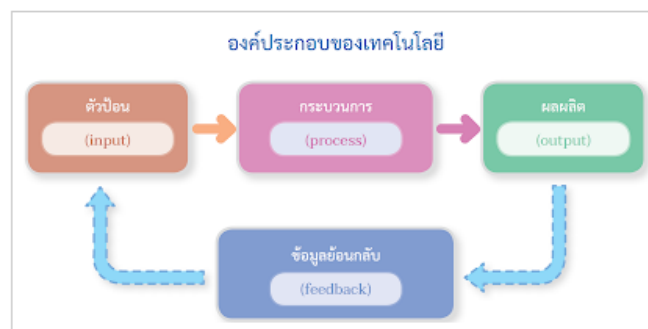 องค์ประกอบของเทคโนโลยี
ตัวป้อน
(input)
กระบวนการ
(process)
ผลผลิต
(output)
ข้อมูลย้อนกลับ
(feedback)